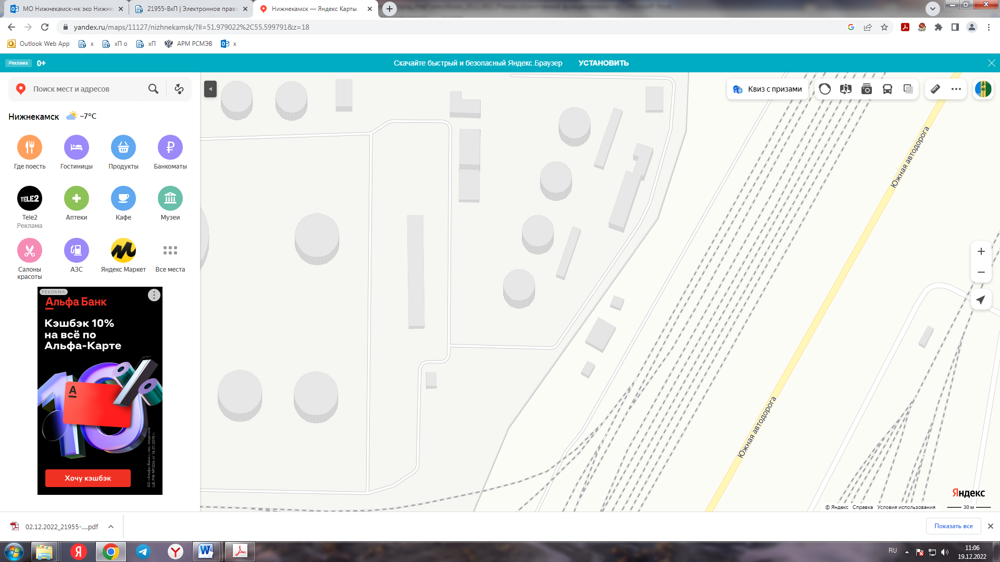 МО Нижнекамск-нк эко Нижне
21955-ВхП | Электронное прави
Нижнекамск — Яндекс Карты
yandex.ru/maps/11127/nizhnekamsk/?ll=51.979022%2C55.599791&z=18
Outlook Web App
х
хП о
хП
АРМ РСМЭВ
х
Реклама
0+
Скачайте быстрый и безопасный Яндекс.Браузер
УСТАНОВИТЬ
Поиск мест и адресов
Квиз с призами
Нижнекамск
−7°C
Где поесть
Гостиницы
Продукты
Банкоматы
TELE2
Tele2
Реклама
Аптеки
Кафе
Музеи
Салоны
красоты
АЗС
Яндекс Маркет
Все места
РЕКЛАМА
Альфа Банк
Кэшбэк 10%
на всё по
Альфа-Карте
А
Хочу кэшбэк
АО «Альфа-Банк», ген. лицензия
ЦБ РФ №1326 от 16.01.2015 г.
Южная автодорога
Южная автодорога
Яндекс
© Яндекс
Справка
Условия использования
30 м
02.12.2022_21955-....pdf
Показать все
RU
11:06
19.12.2022